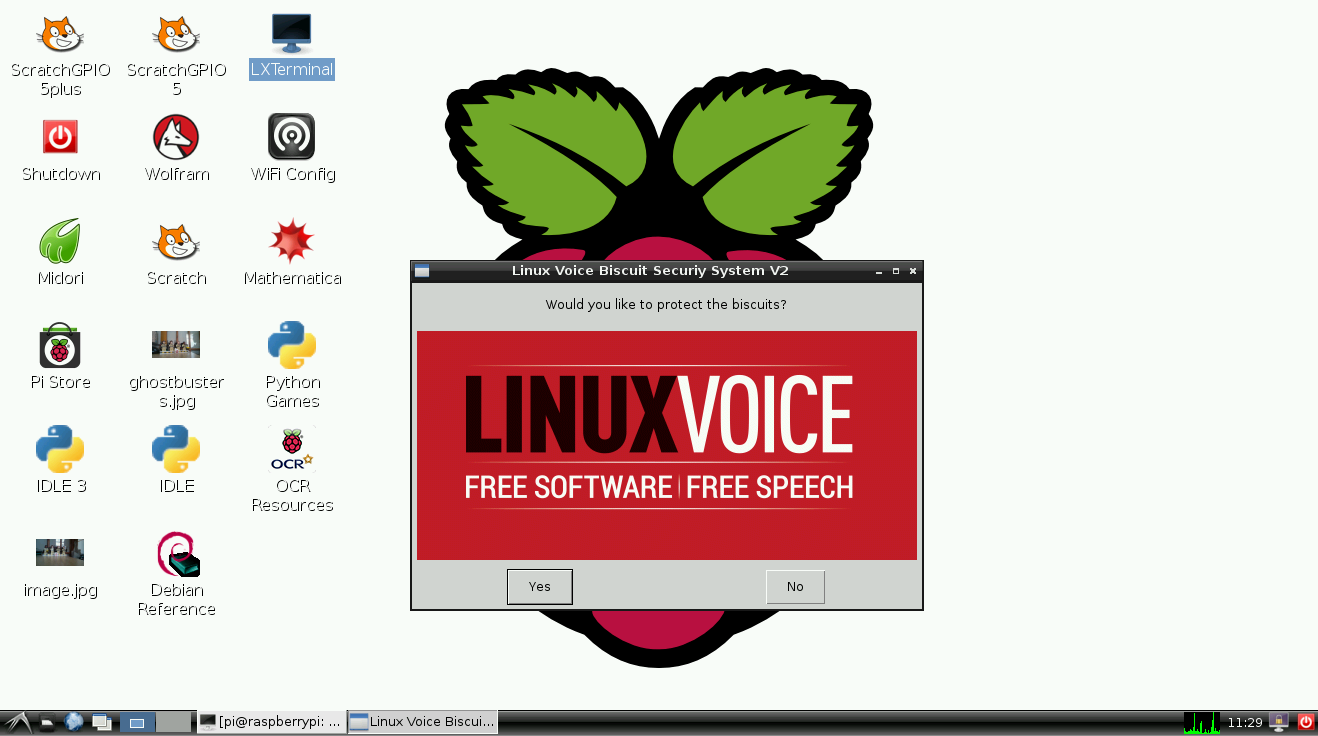 ScratchGPIO
5plus
ScratchGPIO
5
LXTerminal
Shutdown
Wolfram
WiFi Config
Midori
Scratch
Mathematica
Pi Store
ghostbuster
s.jpg
Python
Games
IDLE 3
IDLE
OCR
OCR
Resources
image.jpg
Debian
Reference
Linux Voice Biscuit Securiy System V2
Would you like to protect the biscuits?
LINUXVOICE
FREE SOFTWARE | FREE SPEECH
Yes
No
[pi@raspberrypi: ...
Linux Voice Biscui...
11:29